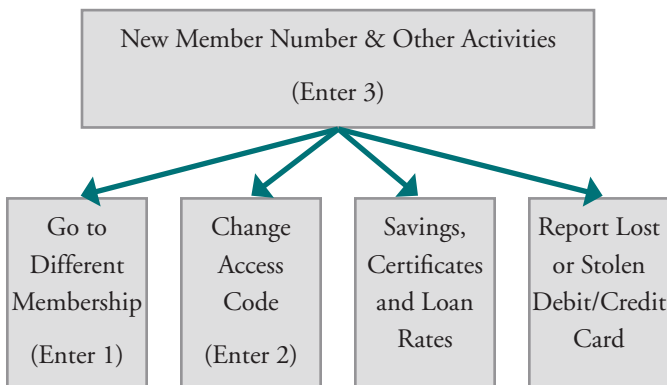 New Member Number & Other Activities
(Enter 3)
Go to
Different
Membership
(Enter 1)
Change
Access
Code
(Enter 2)
Savings,
Certificates
and Loan
Rates
Report Lost
or Stolen
Debit/Credit
Card